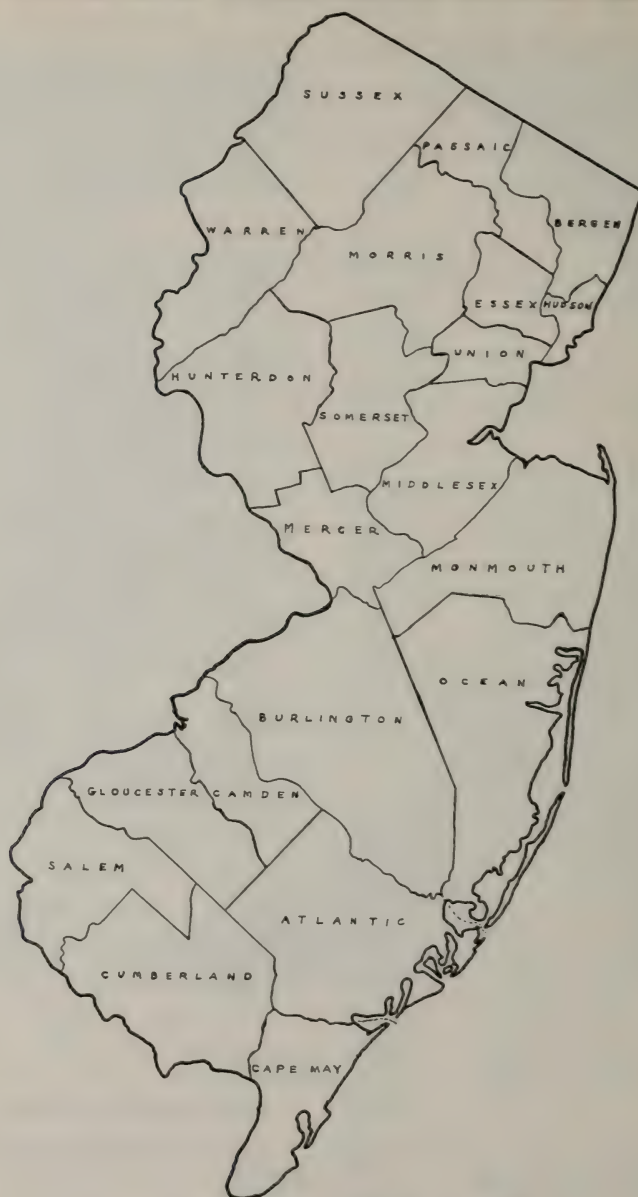 SUSSEX
PASSAIC
BERGEN
WARREN
MORRIS
ESSEX
HUDSON
UNION
HUNTERDON
SOMERSET
MIDDLESEX
MERCER
MONMOUTH
OCEAN
BURLINGTON
GLOUCESTER
CAMDEN
SALEM
ATLANTIC
CUMBERLAND
CAPE MAY